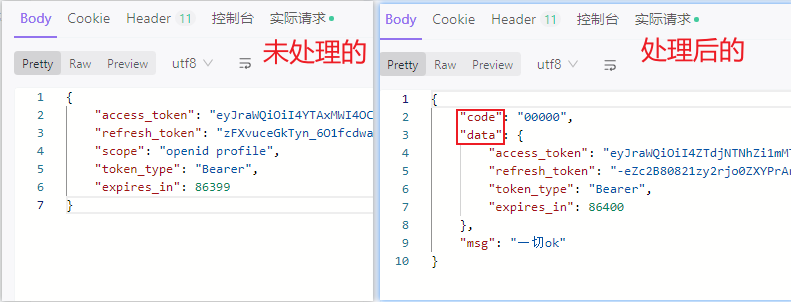 Body Cookie Header 11 控制台 实际请求
未处理的
Pretty Raw Preview utf8
1 {
2 "access_token": "eyJraWQiOiI4YTAxMWI4OC
3 "refresh_token": "zFXvuceGkTyn_6O1fcdwa
4 "scope": "openid profile",
5 "token_type": "Bearer",
6 "expires_in": 86399
7 }
Body Cookie Header 11 控制台 实际请求
处理后的
Pretty Raw Preview utf8
1 {
2 "code": "00000",
3 "data": {
4 "access_token": "eyJraWQiOiI4ZTdjNTNhZi1mMT
5 "refresh_token": "-eZc2B80821zy2rjo0ZXYPrAr
6 "token_type": "Bearer",
7 "expires_in": 86400
8 },
9 "msg": "一切ok"
10 }